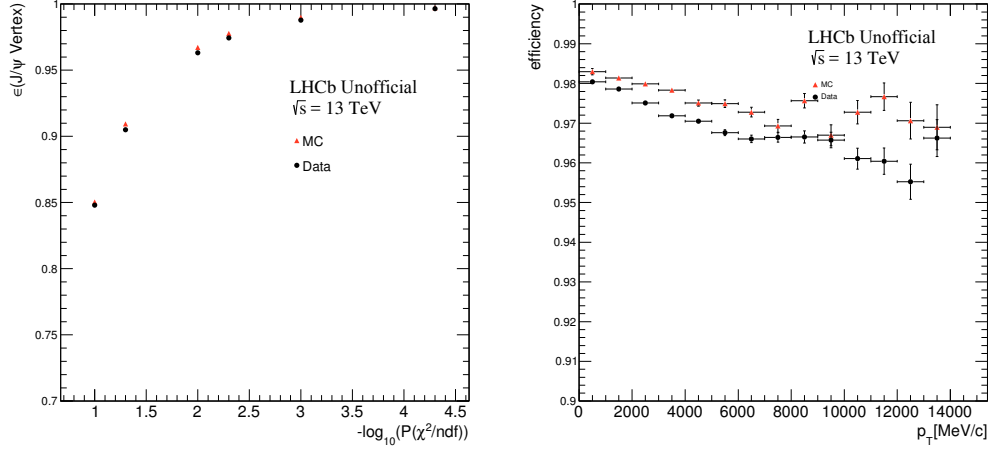 ϵ(J/ψ Vertex)
1
0.95
0.9
0.85
0.8
0.75
0.7
LHCb Unofficial
√s = 13 TeV
MC
Data
1 1.5 2 2.5 3 3.5 4 4.5
-log₁₀(P(χ²/ndf))
efficiency
1
0.99
0.98
0.97
0.96
0.95
0.94
0.93
0.92
0.91
0.9
LHCb Unofficial
√s = 13 TeV
MC
Data
0 2000 4000 6000 8000 10000 12000 14000
p_T[MeV/c]